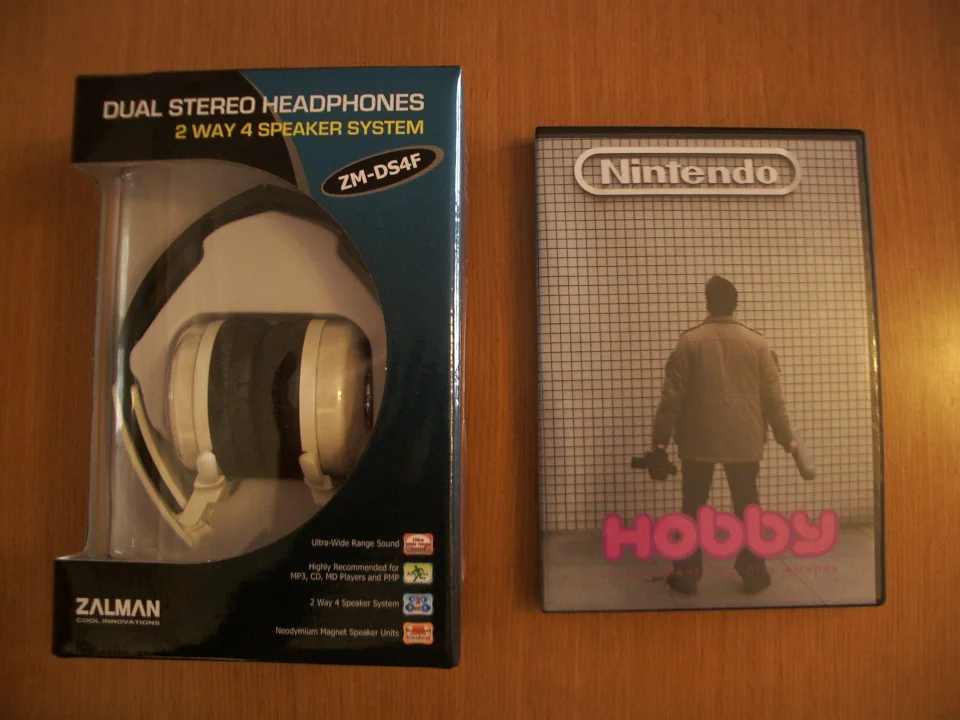 DUAL STEREO HEADPHONES
2 WAY 4 SPEAKER SYSTEM
ZM-DS4F
Ultra-Wide Range Sound
Highly Recommended for
MP3, CD, MD Players and PMP
2 Way 4 Speaker System
Neodymium Magnet Speaker Units
ZALMAN
COOL INNOVATIONS
Nintendo
Hobby